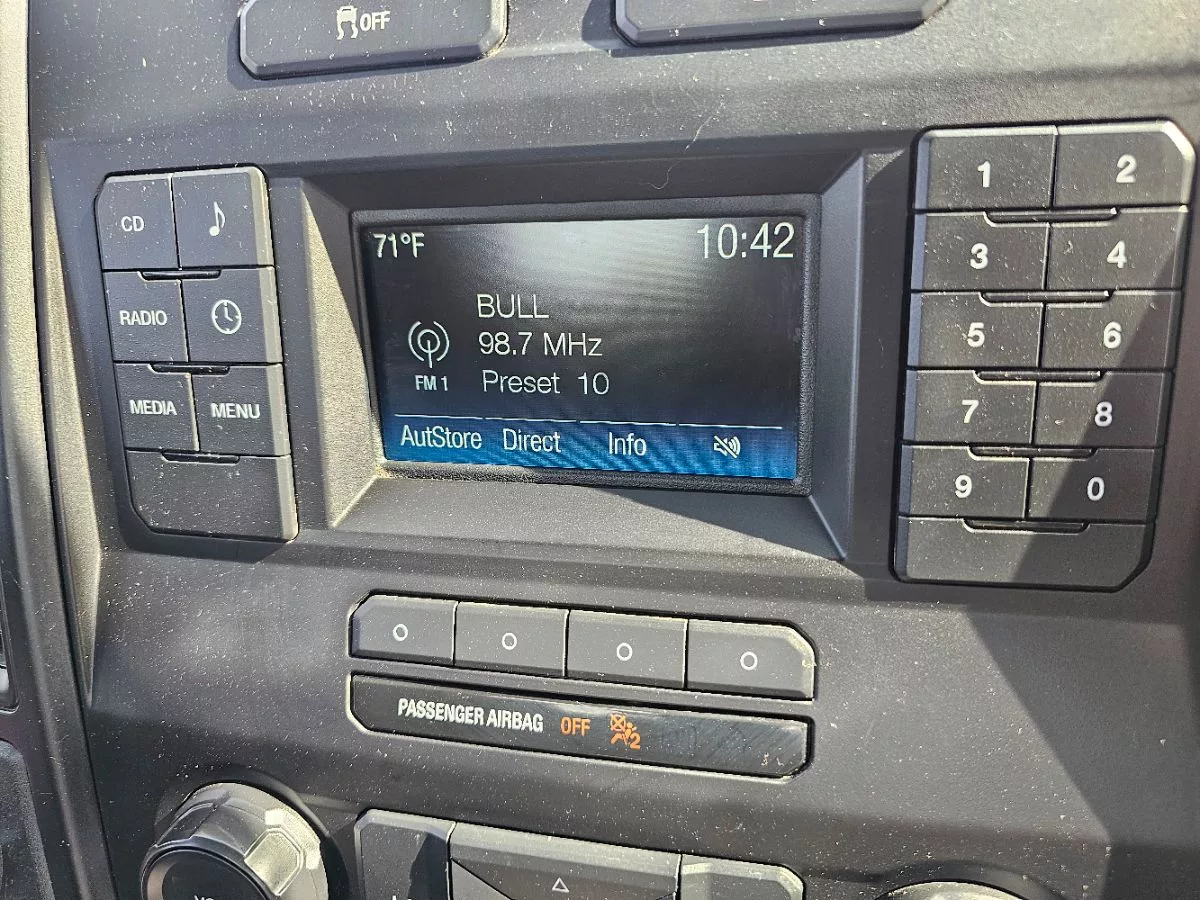 OFF
CD
RADIO
MEDIA
MENU
71°F
10:42
BULL
98.7 MHz
FM 1
Preset 10
AutStore Direct Info
1 2
3 4
5 6
7 8
9 0
PASSENGER AIRBAG OFF 2